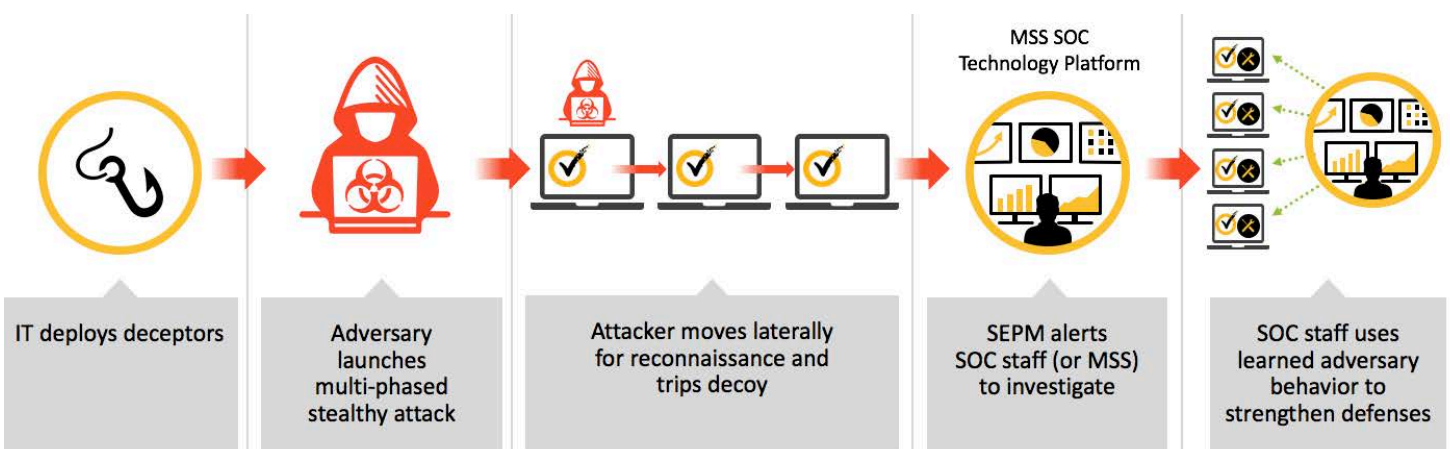 MSS SOC
Technology Platform
IT deploys deceptors
Adversary
launches
multi-phased
stealthy attack
Attacker moves laterally
for reconnaissance and
trips decoy
SEPM alerts
SOC staff (or MSS)
to investigate
SOC staff uses
learned adversary
behavior to
strengthen defenses